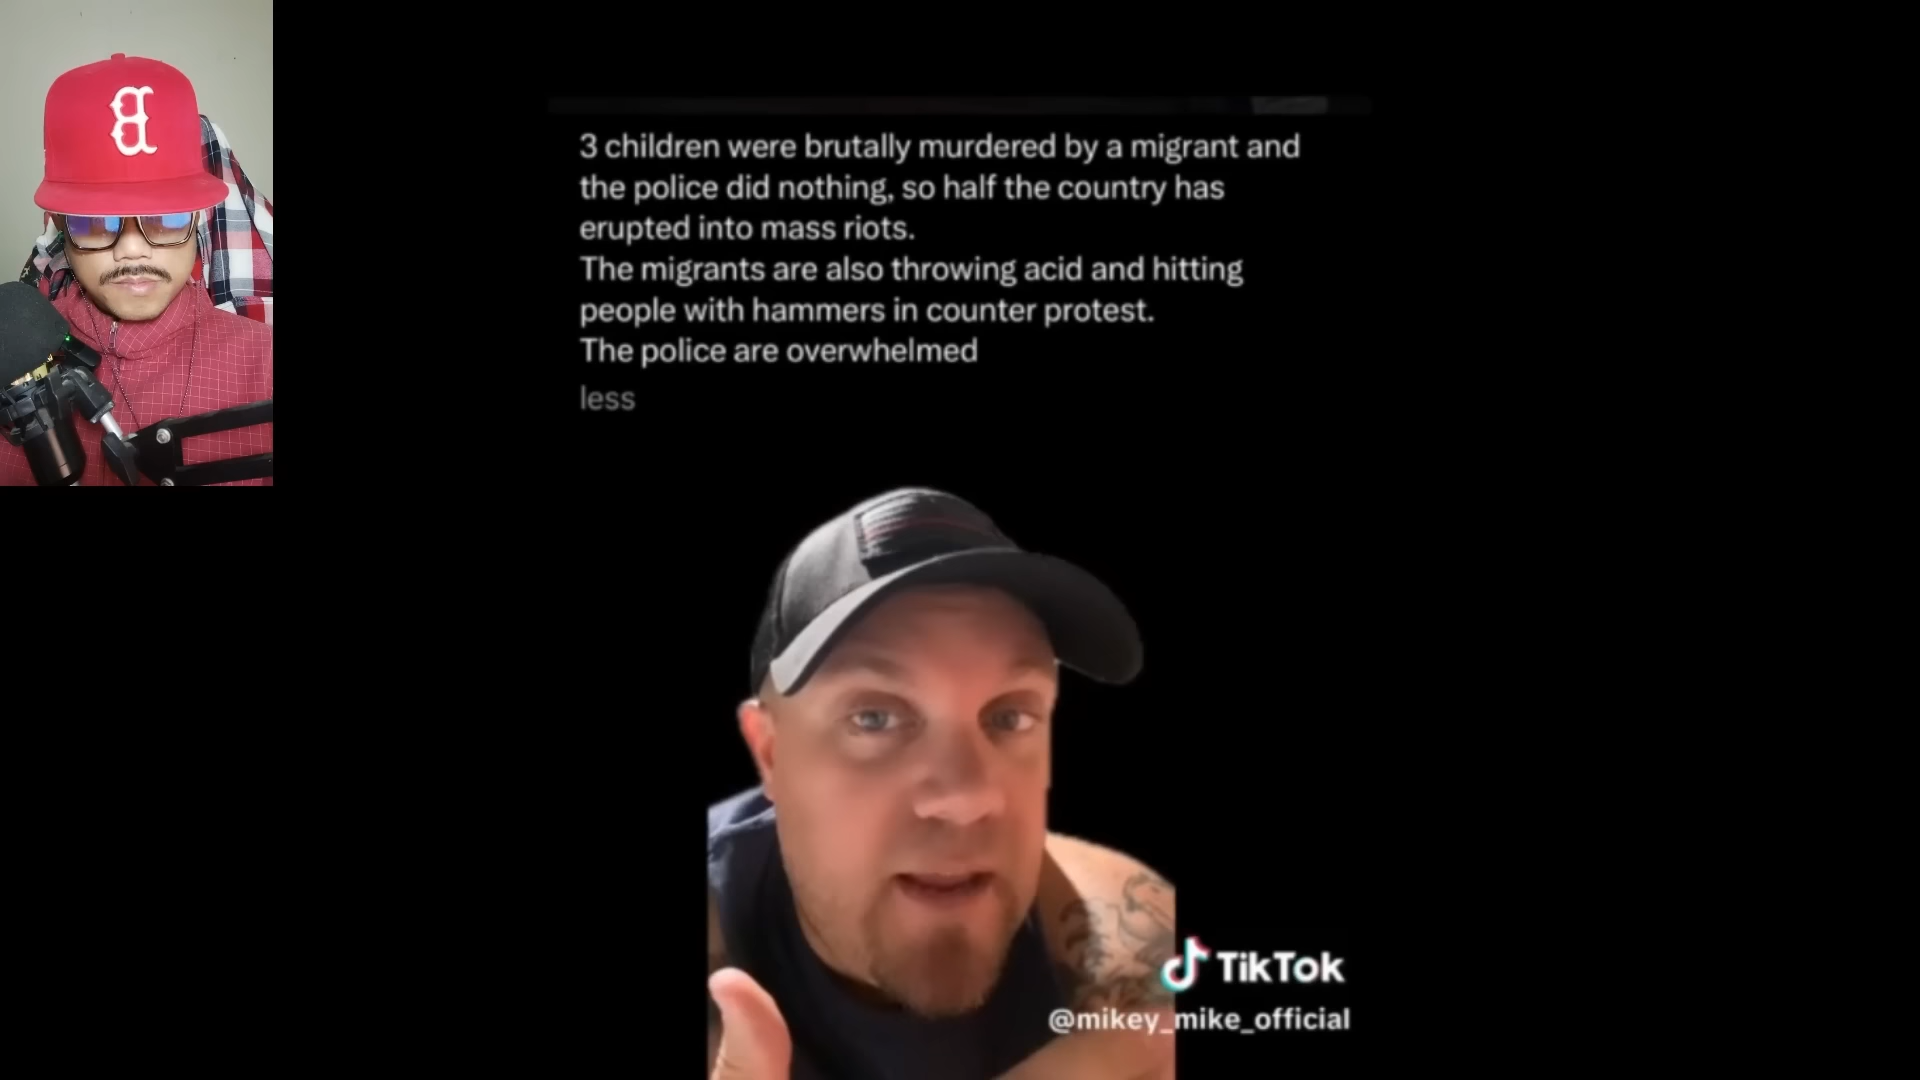 B
3 children were brutally murdered by a migrant and
the police did nothing, so half the country has
erupted into mass riots.
The migrants are also throwing acid and hitting
people with hammers in counter protest.
The police are overwhelmed
less
TikTok
@mikey_mike_official